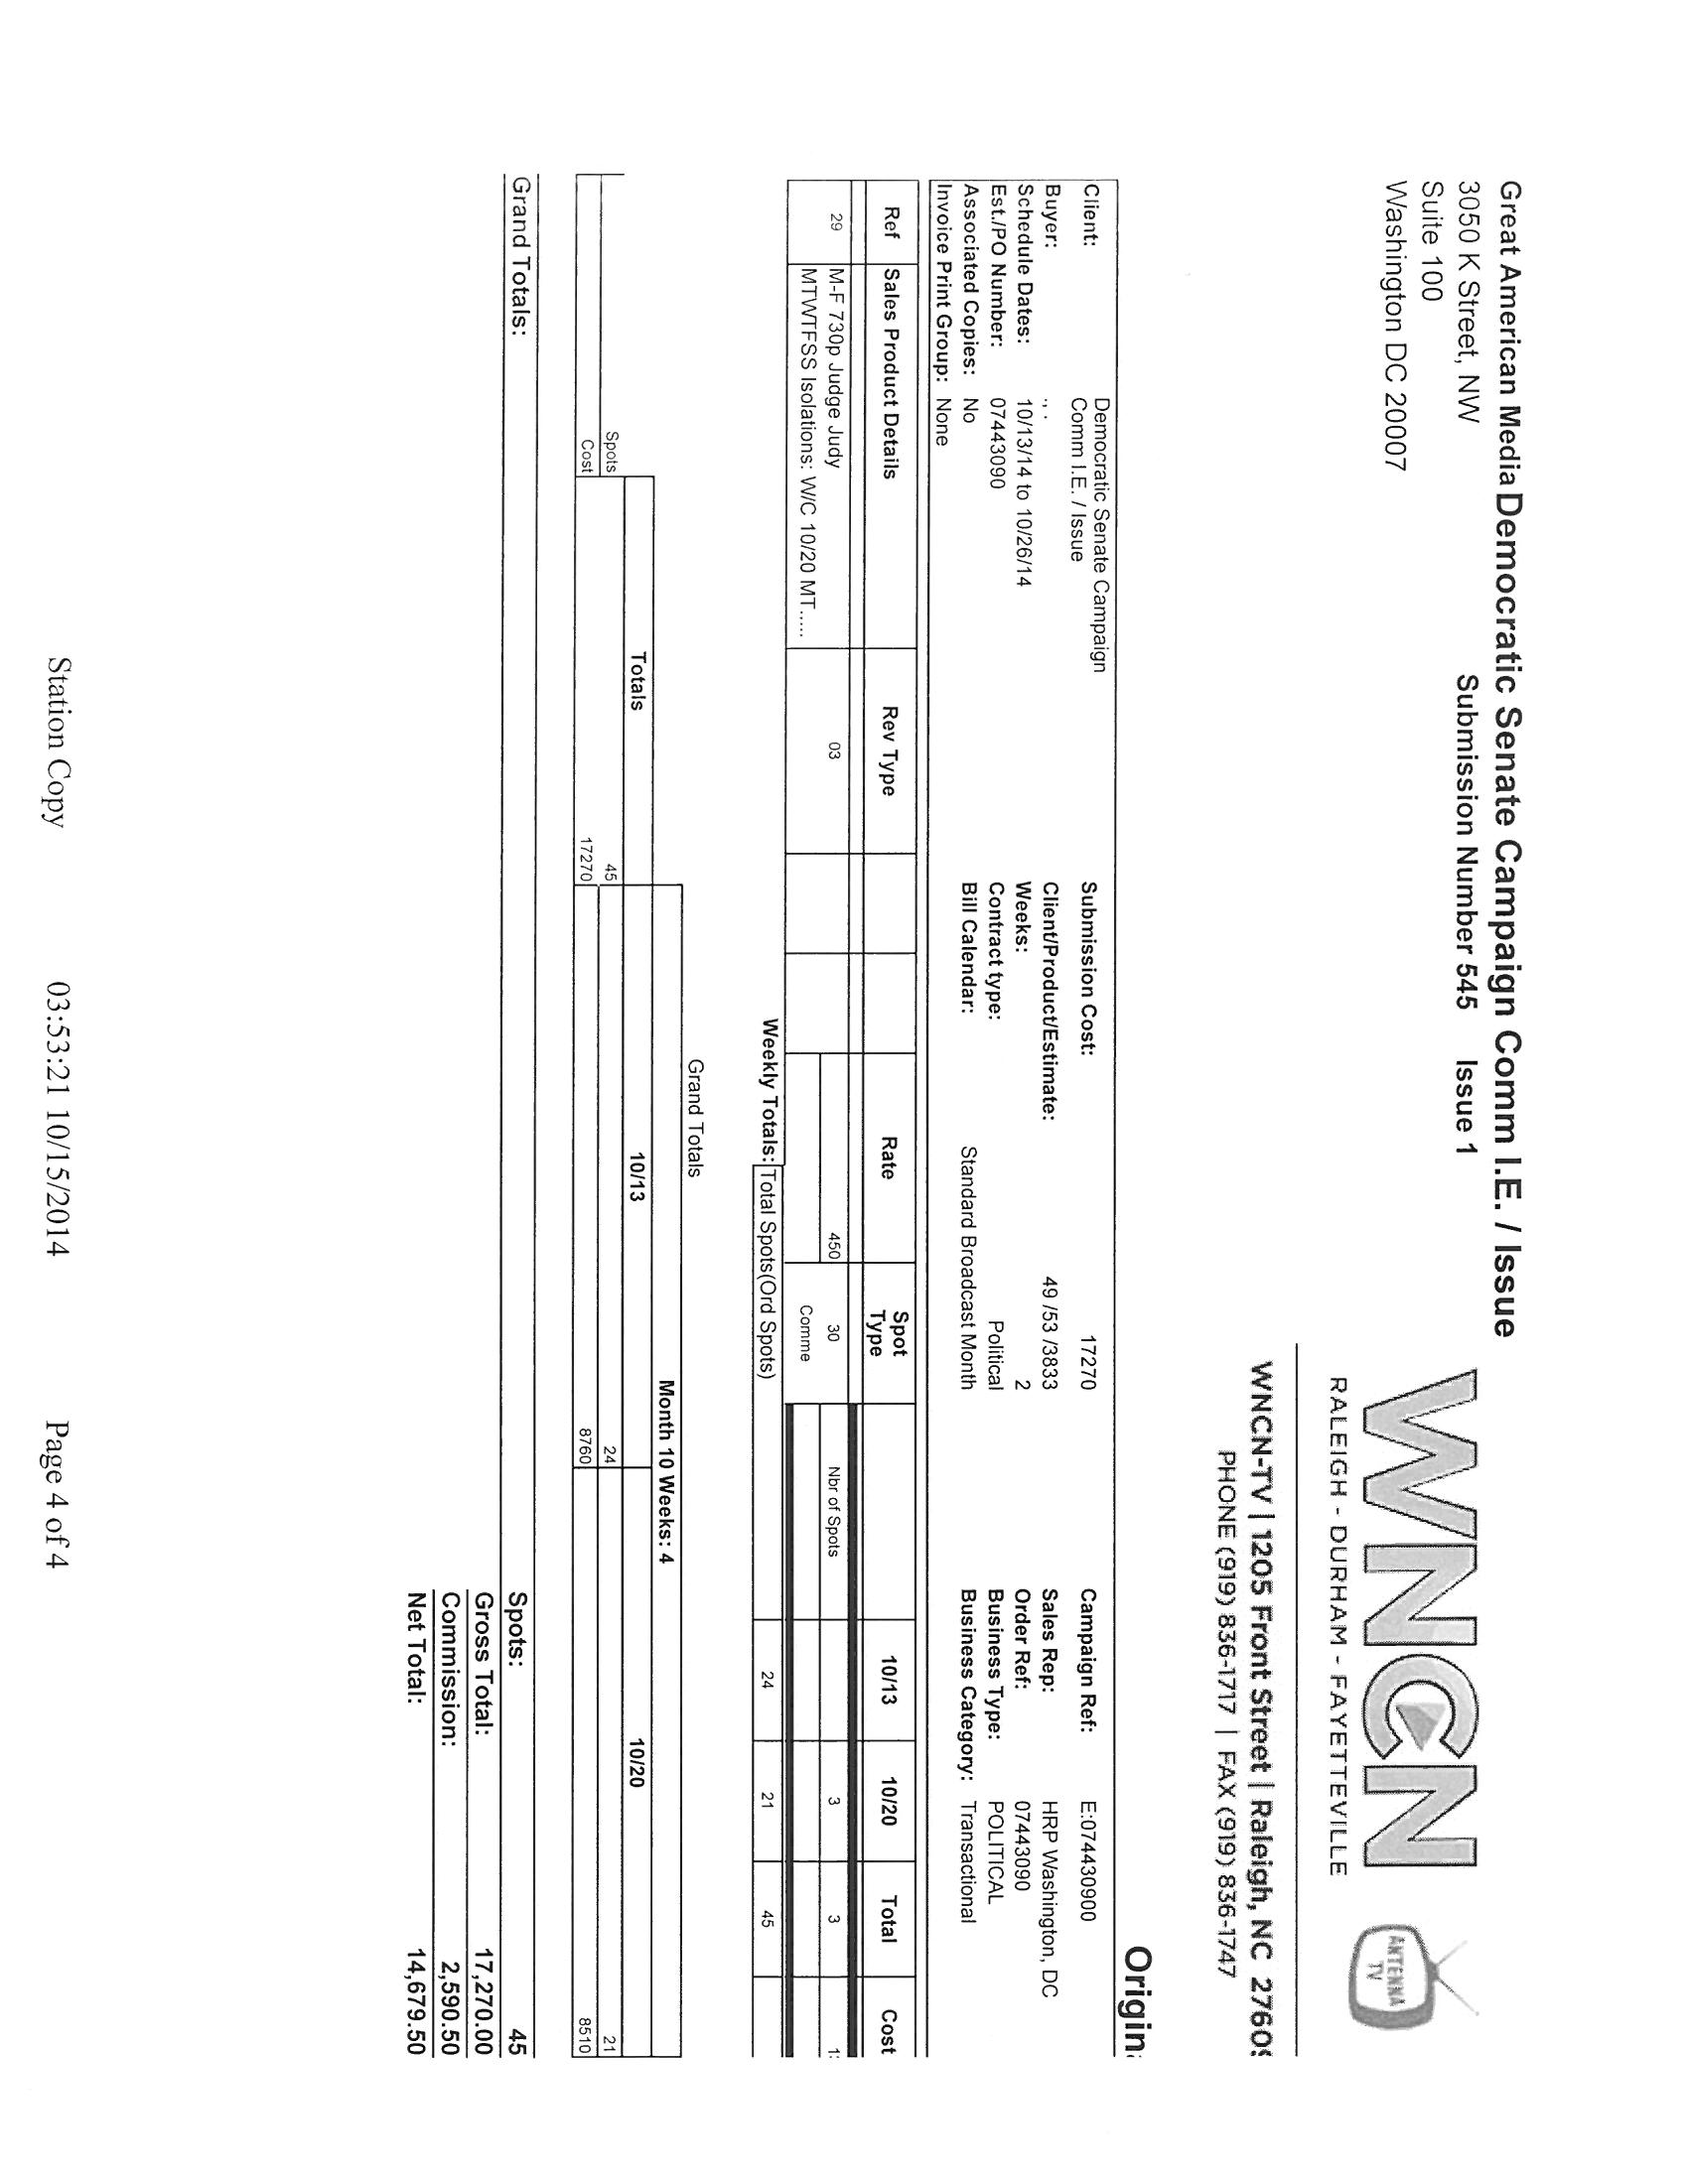 Great American Media Democratic Senate Campaign Comm I.E. / Issue
3050 K Street, NW
Submission Number 545 Issue 1
Suite 100
Washington DC 20007
WNCN
ANTENNA
TV
RALEIGH - DURHAM - FAYETTEVILLE
WNCN-TV | 1205 Front Street | Raleigh, NC 2760
PHONE (919) 836-1717 | FAX (919) 836-1747
Origin
Client: Democratic Senate Campaign Submission Cost: 17270 Campaign Ref: E:074430900
Comm I.E. / Issue
Buyer: ., . Client/Product/Estimate: 49 /53 /3833 Sales Rep: HRP Washington, DC
Schedule Dates: 10/13/14 to 10/26/14 Weeks: 2 Order Ref: 07443090
Est./PO Number: 07443090 Contract type: Political Business Type: POLITICAL
Associated Copies: No Bill Calendar: Standard Broadcast Month Business Category: Transactional
Invoice Print Group: None
Ref Sales Product Details Rev Type Rate Spot Type 10/13 10/20 Total Cost
29 M-F 730p Judge Judy 03 450 30 Nbr of Spots 3 3
MTWTFSS Isolations: W/C 10/20 MT..... Comme
Weekly Totals: Total Spots(Ord Spots) 24 21 45
Grand Totals
Month 10 Weeks: 4
Totals 10/13 10/20
Spots 45 24 21
Cost 17270 8760 8510
Grand Totals: Spots: 45
Gross Total: 17,270.00
Commission: 2,590.50
Net Total: 14,679.50
Station Copy 03:53:21 10/15/2014 Page 4 of 4